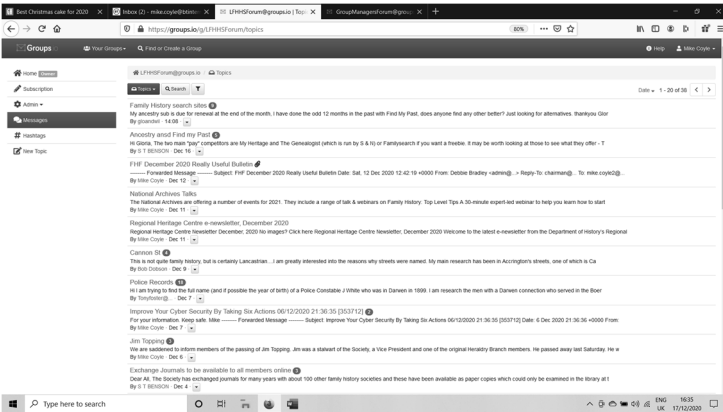 Best Christmas cake for 2020
Inbox (2) - mike.coyle@btinter
LFHHSForum@groups.io | Topi
GroupManagersForum@group
https://groups.io/g/LFHHSForum/topics
80%
Groups.io
Your Groups
Find or Create a Group
Help
Mike Coyle
Home Owner
Subscription
Admin
Messages
Hashtags
New Topic
LFHHSForum@groups.io / Topics
Topics
Search
Date 1 - 20 of 38
Family History search sites
My ancestry sub is due for renewal at the end of the month. I have done the odd 12 months in the past with Find My Past. does anyone find any other better? Just looking for alternatives. thankyou Glor
By gloandwil · 14:08 ·
Ancestry ansd Find my Past
Hi Gloria, The two main "pay" competitors are My Heritage and The Genealogist (which is run by S & N) or Familysearch if you want a freebie. It may be worth looking at those to see what they offer - T
By S T BENSON · Dec 16 ·
FHF December 2020 Really Useful Bulletin
-------- Forwarded Message -------- Subject: FHF December 2020 Really Useful Bulletin Date: Sat, 12 Dec 2020 12:42:19 +0000 From: Debbie Bradley <admin@...> Reply-To: chairman@... To: mike.coyle2@...
By Mike Coyle · Dec 12 ·
National Archives Talks
The National Archives are offering a number of events for 2021. They include a range of talk & webinars on Family History: Top Level Tips A 30-minute expert-led webinar to help you learn how to start
By Mike Coyle · Dec 11 ·
Regional Heritage Centre e-newsletter, December 2020
Regional Heritage Centre Newsletter December. 2020 No images? Click here Regional Heritage Centre Newsletter, December 2020 Welcome to the latest e-newsletter from the Department of History's Regional
By Mike Coyle · Dec 11 ·
Cannon St 4
This is not quite family history, but is certainly Lancastrian…I am greatly interested into the reasons why streets were named. My main research has been in Accrington's streets, one of which is Ca
By Bob Dobson · Dec 9 ·
Police Records
Hi I am trying to find the full name (and if possible the year of birth) of a Police Constable J White who was in Darwen in 1899. I am research the men with a Darwen connection who served in the Boer
By Tonyfoster@... · Dec 7 ·
Improve Your Cyber Security By Taking Six Actions 06/12/2020 21:36:35 [353712] 2
For your information. Keep safe. Mike -------- Forwarded Message -------- Subject: Improve Your Cyber Security By Taking Six Actions 06/12/2020 21:36:35 [353712] Date: 6 Dec 2020 21:36:36 +0000 From:
By Mike Coyle · Dec 7 ·
Jim Topping
We are saddened to inform members of the passing of Jim Topping. Jim was a stalwart of the Society, a Vice President and one of the original Heraldry Branch members. He passed away last Saturday. He w
By Mike Coyle · Dec 6 ·
Exchange Journals to be available to all members online
Dear All, The Society has exchanged journals for many years with about 100 other family history societies and these have been available as paper copies which could only be examined in the library at t
By S T BENSON · Dec 4 ·
Type here to search
ENG
UK
16:35
17/12/2020